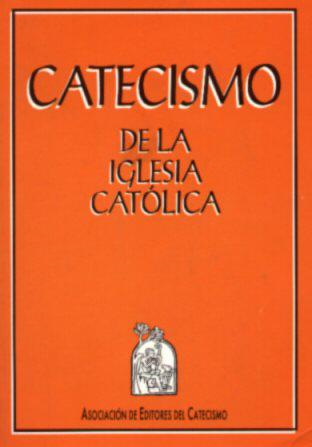 CATECISMO
DE LA
IGLESIA
CATÓLICA
ASOCIACIÓN DE EDITORES DEL CATECISMO